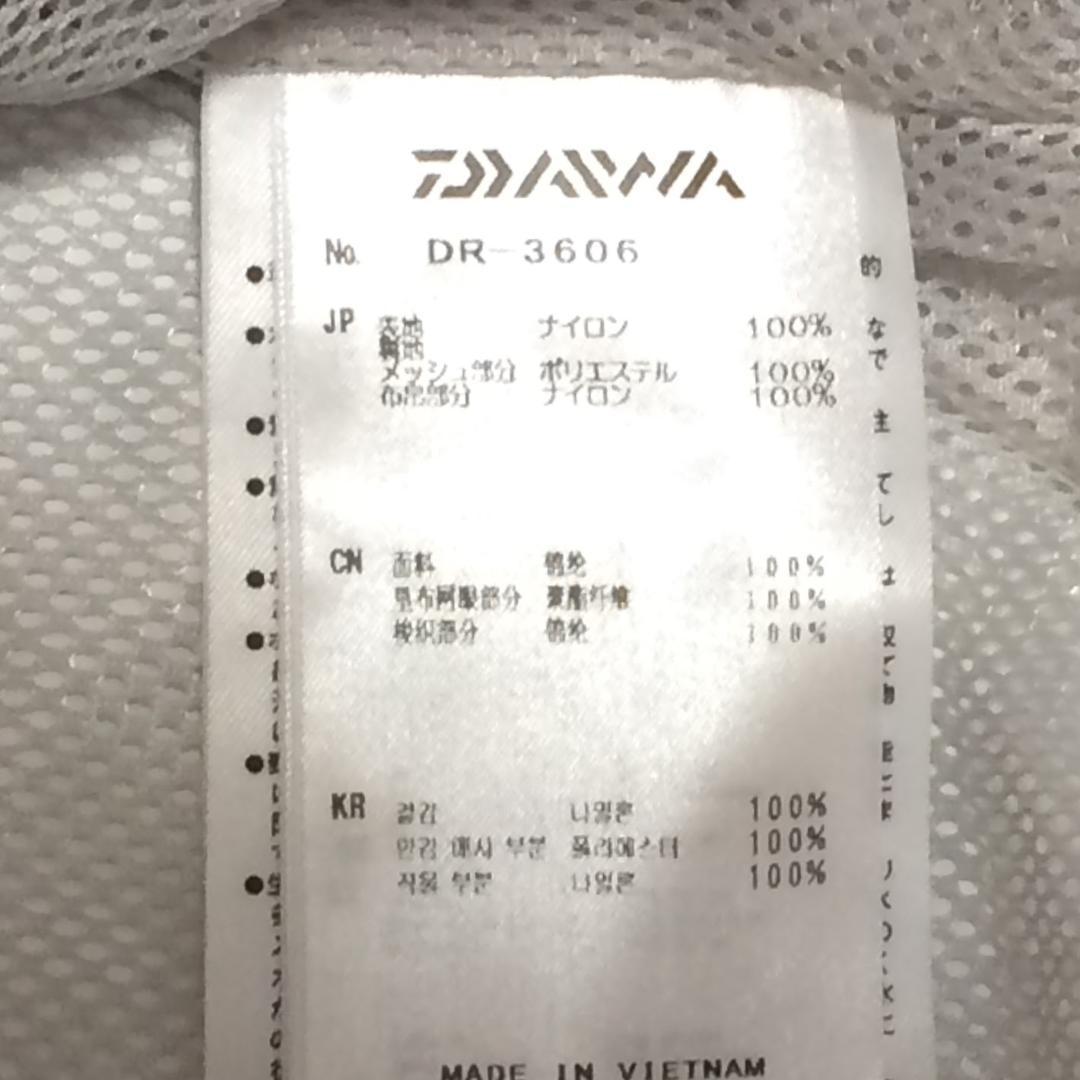 DAIWA
No. DR-3606
JP 表地 ナイロン 100%
裏地
メッシュ部分 ポリエステル 100%
布帛部分 ナイロン 100%
CN 面料 锦纶 100%
里布网眼部分 聚酯纤维 100%
梭织部分 锦纶 100%
KR 겉감 나일론 100%
안감 메시 부분 폴리에스터 100%
직물 부분 나일론 100%
MADE IN VIETNAM